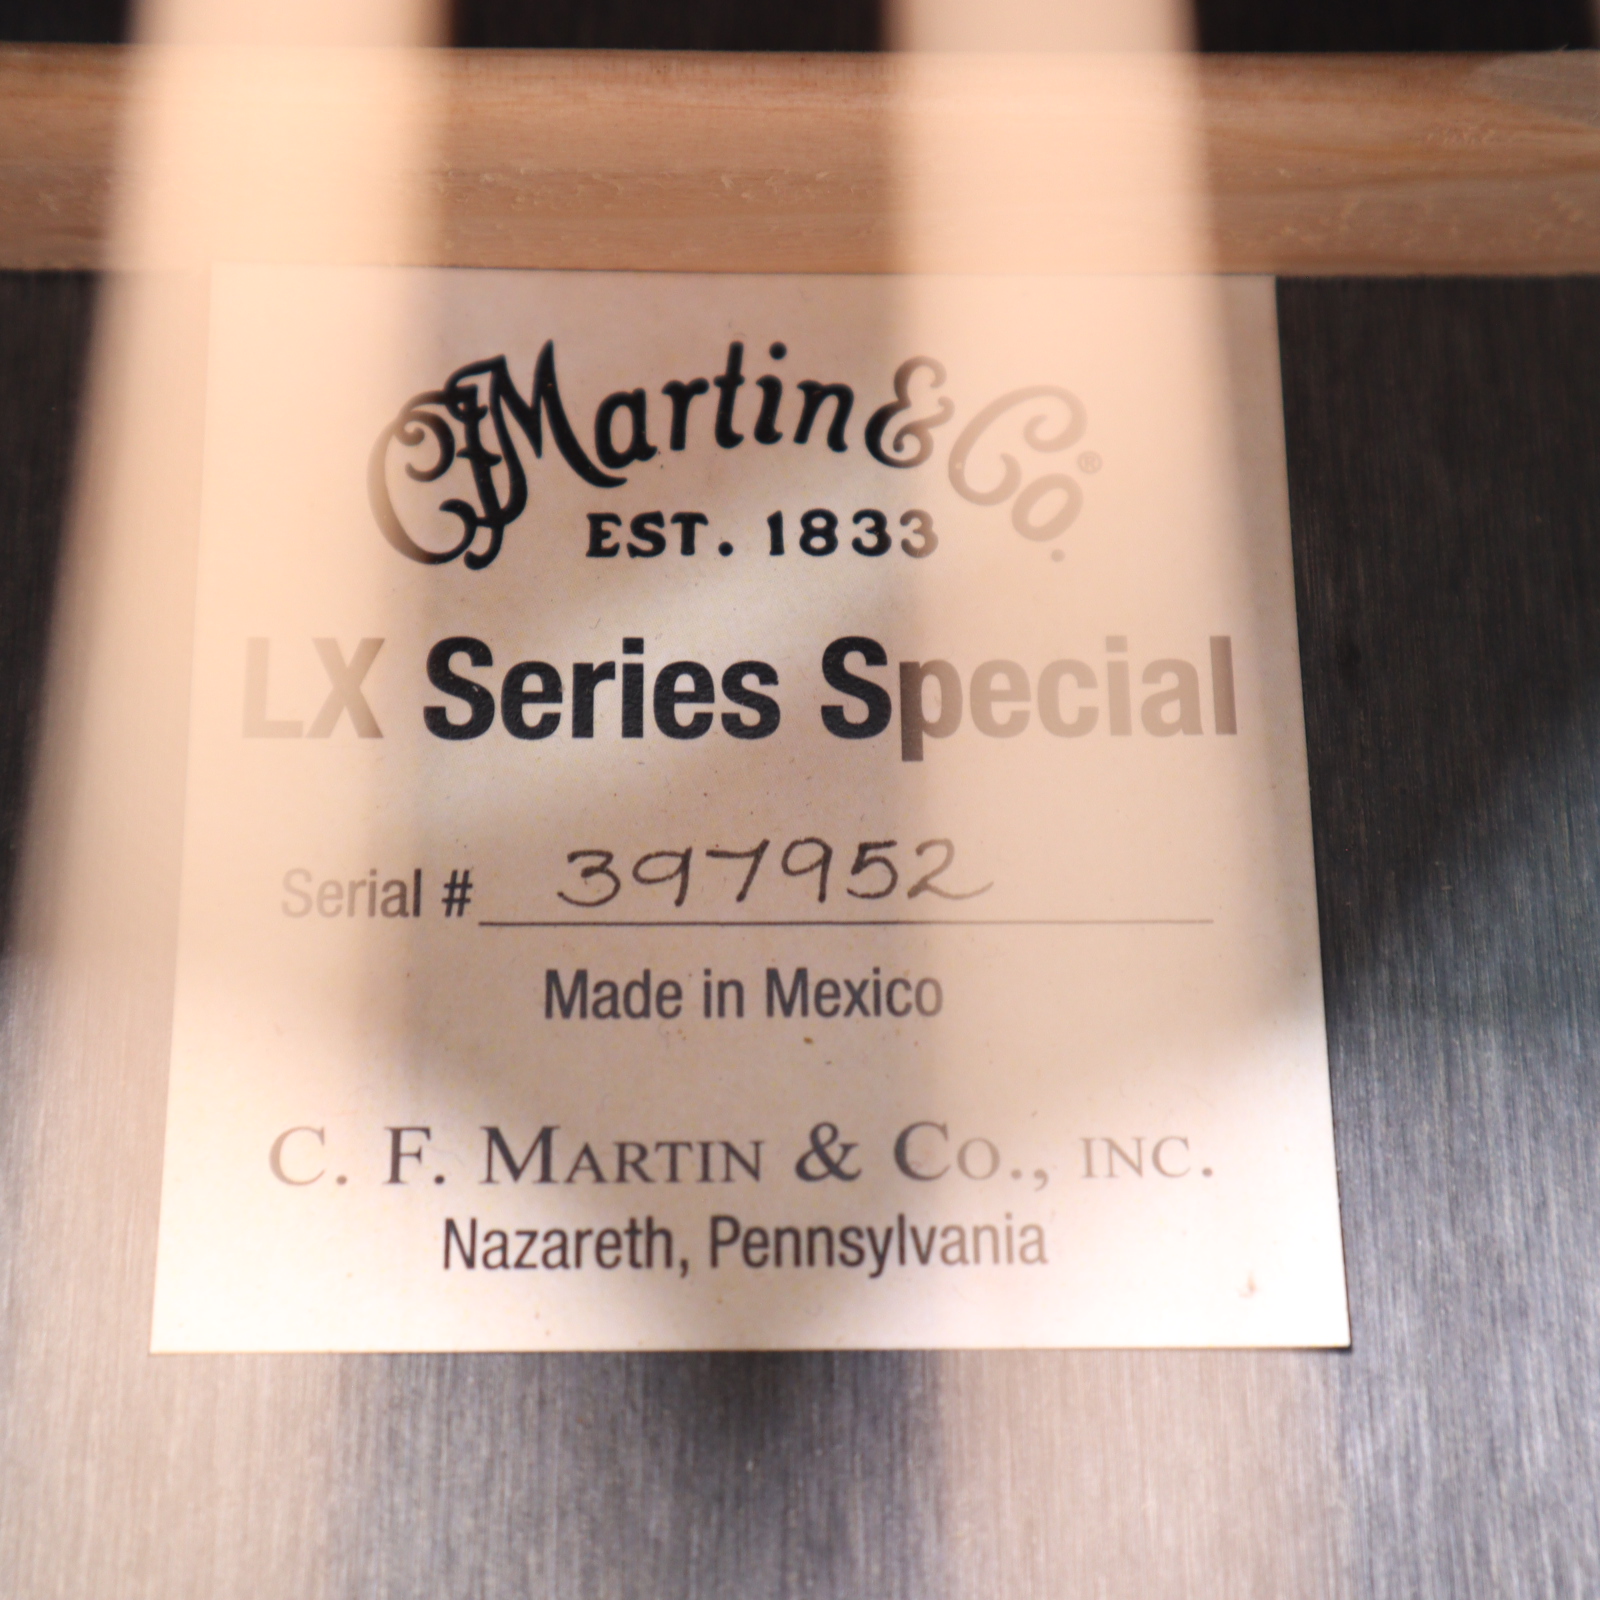 CFMartin & Co.®
EST. 1833
LX Series Special
Serial # 397952
Made in Mexico
C. F. MARTIN & CO., INC.
Nazareth, Pennsylvania